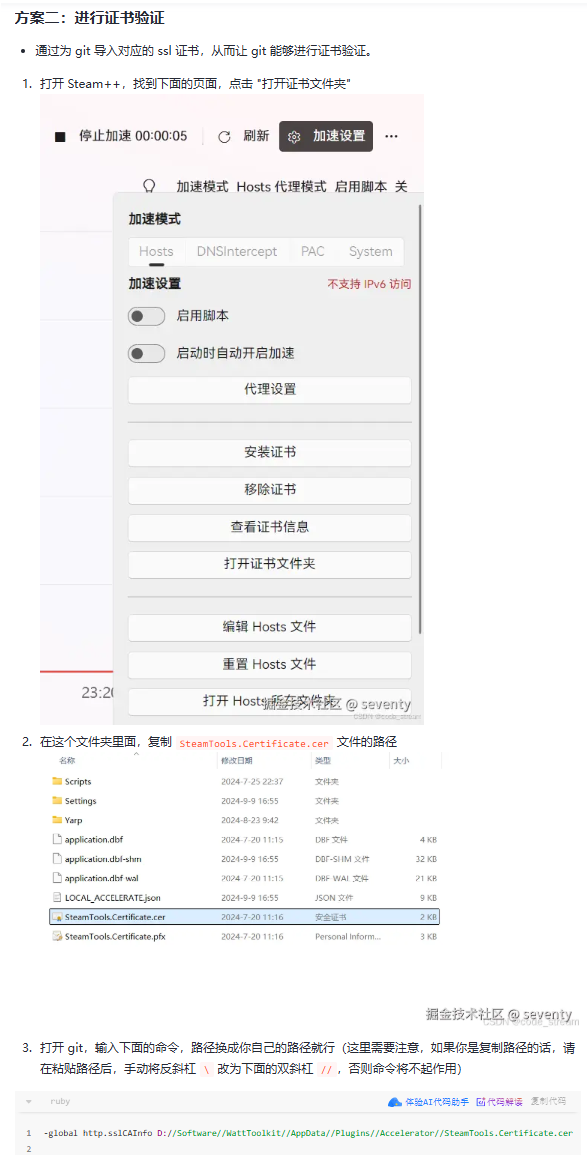 方案二：进行证书验证
• 通过为 git 导入对应的 ssl 证书，从而让 git 能够进行证书验证。
1. 打开 Steam++，找到下面的页面，点击 "打开证书文件夹"
停止加速 00:00:05 刷新 加速设置 ···
加速模式 Hosts 代理模式 启用脚本 关
加速模式
Hosts DNSIntercept PAC System
加速设置 不支持 IPv6 访问
启用脚本
启动时自动开启加速
代理设置
安装证书
移除证书
查看证书信息
打开证书文件夹
编辑 Hosts 文件
重置 Hosts 文件
23:20
打开 Hosts 所在文件夹
掘金技术社区 @ seventy
CSDN @code_stream
2. 在这个文件夹里面，复制 SteamTools.Certificate.cer 文件的路径
名称 修改日期 类型 大小
Scripts 2024-7-25 22:37 文件夹
Settings 2024-9-9 16:55 文件夹
Yarp 2024-8-23 9:42 文件夹
application.dbf 2024-7-20 11:15 DBF 文件 4 KB
application.dbf-shm 2024-9-9 16:55 DBF-SHM 文件 32 KB
application.dbf-wal 2024-7-20 11:15 DBF-WAL 文件 21 KB
LOCAL_ACCELERATE.json 2024-9-9 16:55 JSON 文件 9 KB
SteamTools.Certificate.cer 2024-7-20 11:16 安全证书 2 KB
SteamTools.Certificate.pfx 2024-7-20 11:16 Personal Inform... 3 KB
掘金技术社区 @ seventy
CSDN @code_stream
3. 打开 git，输入下面的命令，路径换成你自己的路径就行（这里需要注意，如果你是复制路径的话，请
在粘贴路径后，手动将反斜杠 \ 改为下面的双斜杠 //，否则命令将不起作用）
ruby 体验AI代码助手 代码解读 复制代码
1 -global http.sslCAInfo D://Software//WattToolkit//AppData//Plugins//Accelerator//SteamTools.Certificate.cer
2